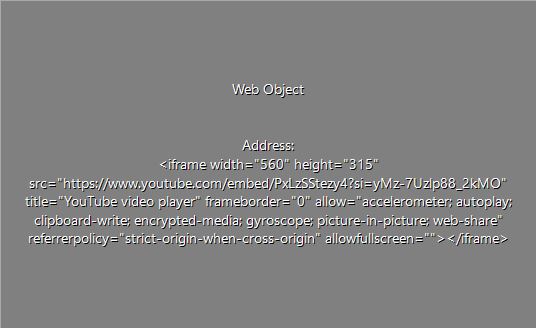 Web Object
Address:
<iframe width="560" height="315"
src="https://www.youtube.com/embed/PxLzSStezy4?si=yMz-7Uzlp88_2kMO"
title="YouTube video player" frameborder="0" allow="accelerometer; autoplay;
clipboard-write; encrypted-media; gyroscope; picture-in-picture; web-share"
referrerpolicy="strict-origin-when-cross-origin" allowfullscreen=""></iframe>